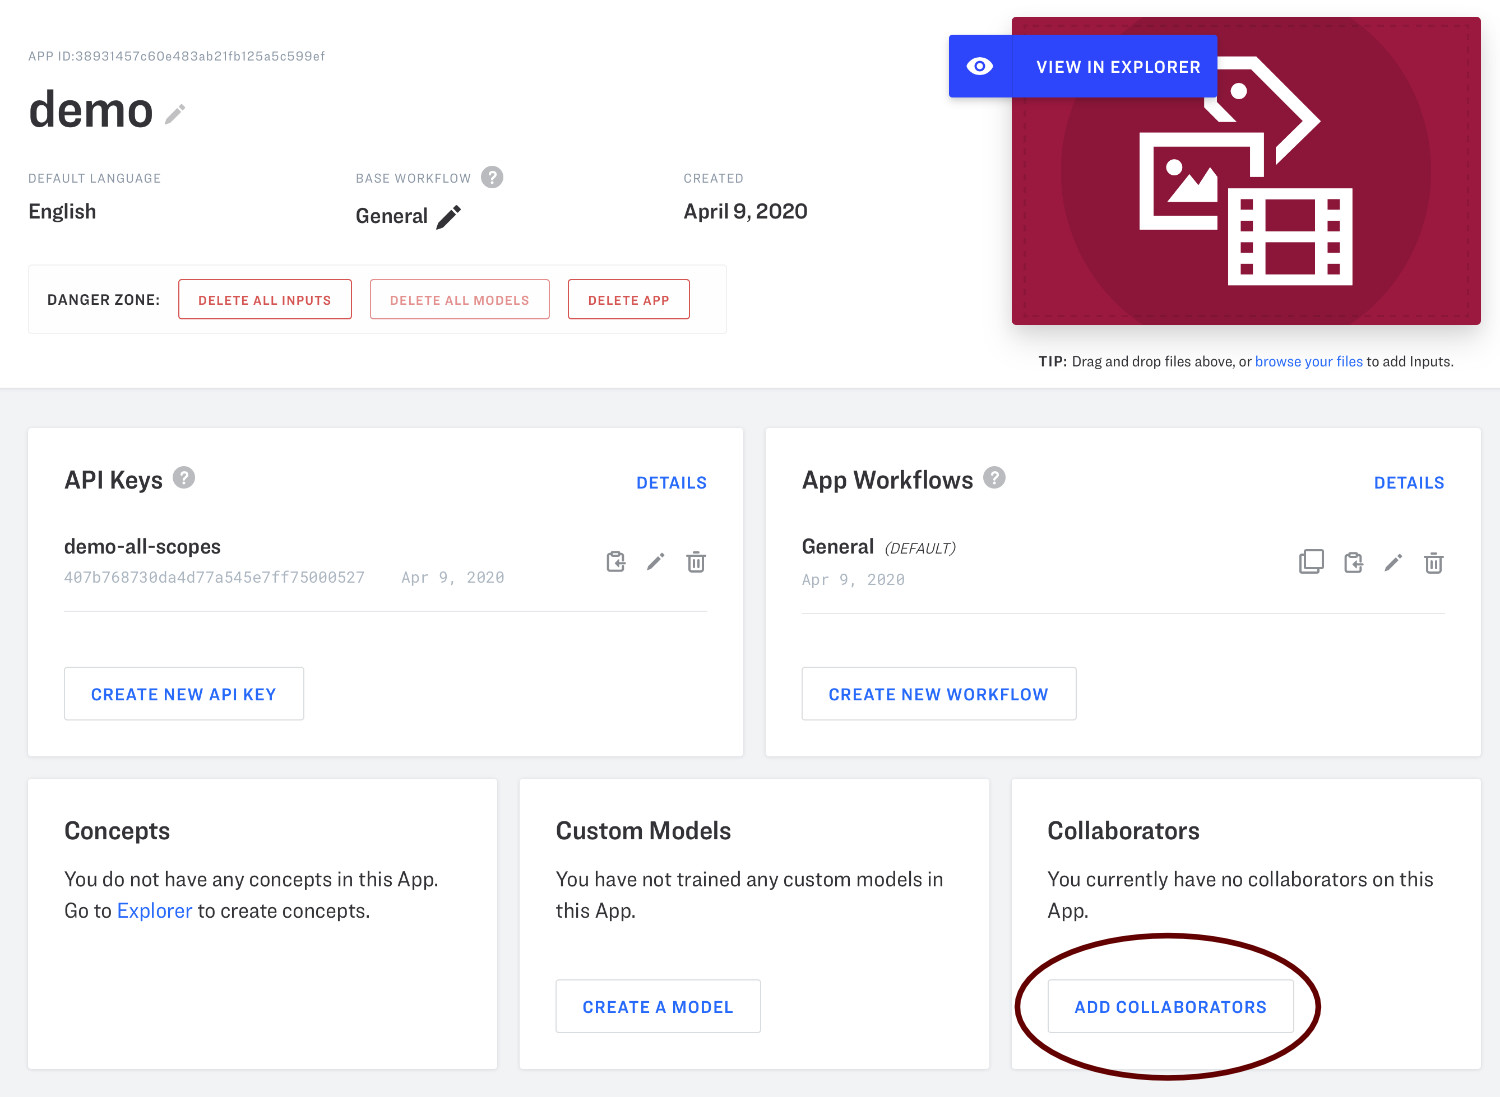 APP ID:38931457c60e483ab21fb125a5c599ef
VIEW IN EXPLORER
demo
DEFAULT LANGUAGE
English
BASE WORKFLOW ?
General
CREATED
April 9, 2020
DANGER ZONE: DELETE ALL INPUTS DELETE ALL MODELS DELETE APP
TIP: Drag and drop files above, or browse your files to add Inputs.
API Keys ? DETAILS
demo-all-scopes
407b768730da4d77a545e7ff75000527 Apr 9, 2020
CREATE NEW API KEY
App Workflows ? DETAILS
General (DEFAULT)
Apr 9, 2020
CREATE NEW WORKFLOW
Concepts
You do not have any concepts in this App.
Go to Explorer to create concepts.
Custom Models
You have not trained any custom models in
this App.
CREATE A MODEL
Collaborators
You currently have no collaborators on this
App.
ADD COLLABORATORS